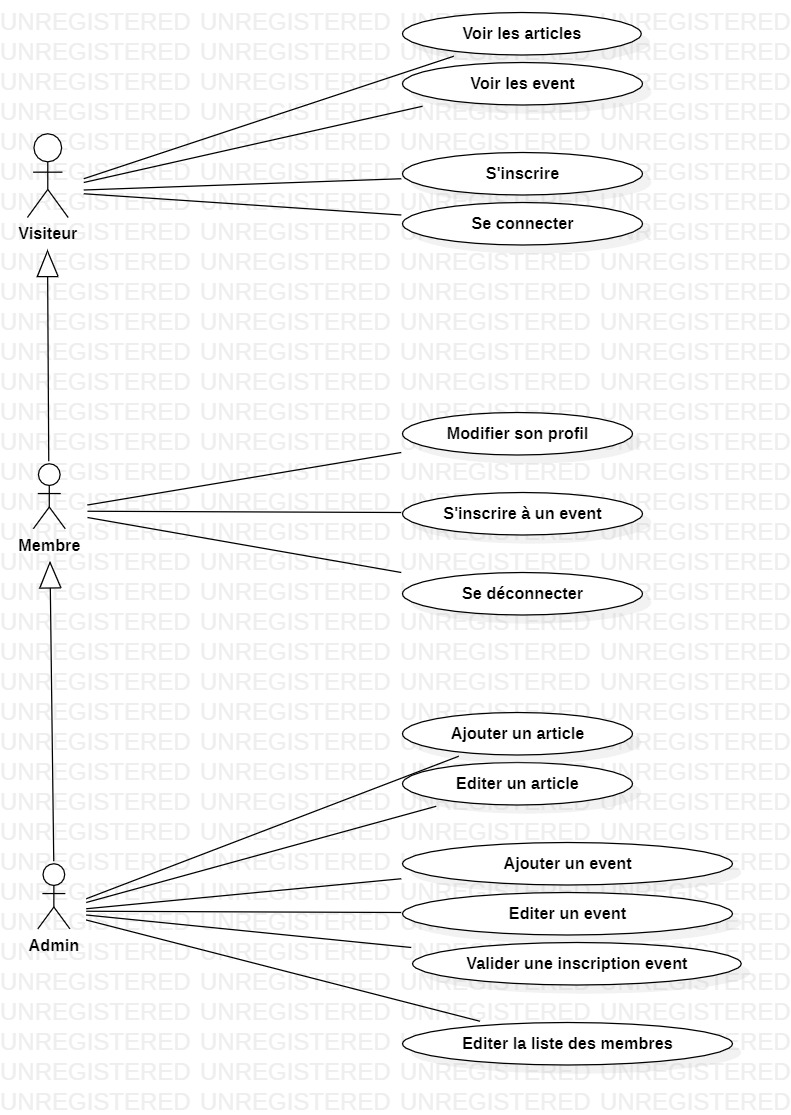 Voir les articles
Voir les event
S'inscrire
Se connecter
Visiteur
Modifier son profil
S'inscrire à un event
Membre
Se déconnecter
Ajouter un article
Editer un article
Ajouter un event
Editer un event
Admin
Valider une inscription event
Editer la liste des membres
UNREGISTERED